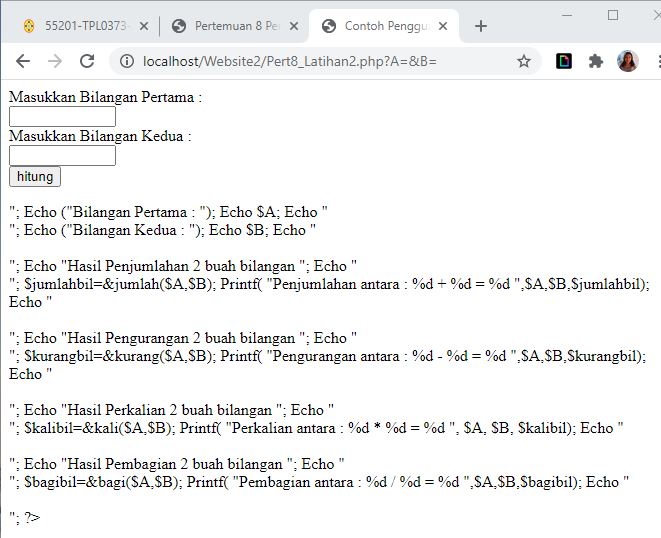 55201-TPL0373-
Pertemuan 8 Per
Contoh Penggu
localhost/Website2/Pert8_Latihan2.php?A=&B=
Masukkan Bilangan Pertama :
Masukkan Bilangan Kedua :
hitung
"; Echo ("Bilangan Pertama : "); Echo $A; Echo "
"; Echo ("Bilangan Kedua : "); Echo $B; Echo "
"; Echo "Hasil Penjumlahan 2 buah bilangan "; Echo "
"; $jumlahbil=&jumlah($A,$B); Printf( "Penjumlahan antara : %d + %d = %d ",$A,$B,$jumlahbil);
Echo "
"; Echo "Hasil Pengurangan 2 buah bilangan "; Echo "
"; $kurangbil=&kurang($A,$B); Printf( "Pengurangan antara : %d - %d = %d ",$A,$B,$kurangbil);
Echo "
"; Echo "Hasil Perkalian 2 buah bilangan "; Echo "
"; $kalibil=&kali($A,$B); Printf( "Perkalian antara : %d * %d = %d ", $A, $B, $kalibil); Echo "
"; Echo "Hasil Pembagian 2 buah bilangan "; Echo "
"; $bagibil=&bagi($A,$B); Printf( "Pembagian antara : %d / %d = %d ",$A,$B,$bagibil); Echo "
"; ?>